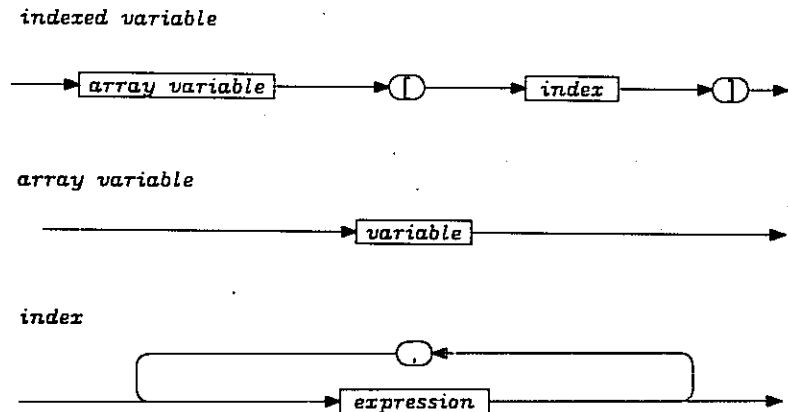 indexed variable
array variable [ index ]
array variable
variable
index
,
expression